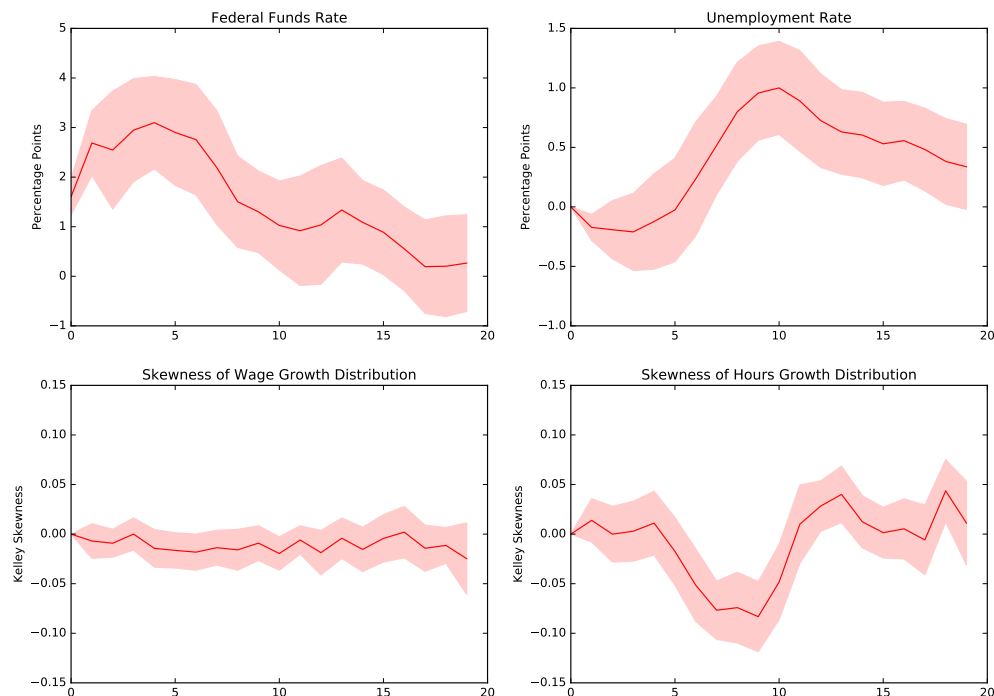 Federal Funds Rate
Percentage Points
5
4
3
2
1
0
−1
0 5 10 15 20
Unemployment Rate
Percentage Points
1.5
1.0
0.5
0.0
−0.5
−1.0
0 5 10 15 20
Skewness of Wage Growth Distribution
Kelley Skewness
0.15
0.10
0.05
0.00
−0.05
−0.10
−0.15
0 5 10 15 20
Skewness of Hours Growth Distribution
Kelley Skewness
0.15
0.10
0.05
0.00
−0.05
−0.10
−0.15
0 5 10 15 20